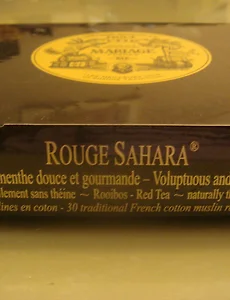 MARIAGE
ROUGE SAHARA®
menthe douce et gourmande – Voluptuous and
lement sans théine ~ Rooibos - Red Tea ~ naturally
lines en coton - 30 traditional French cotton muslin